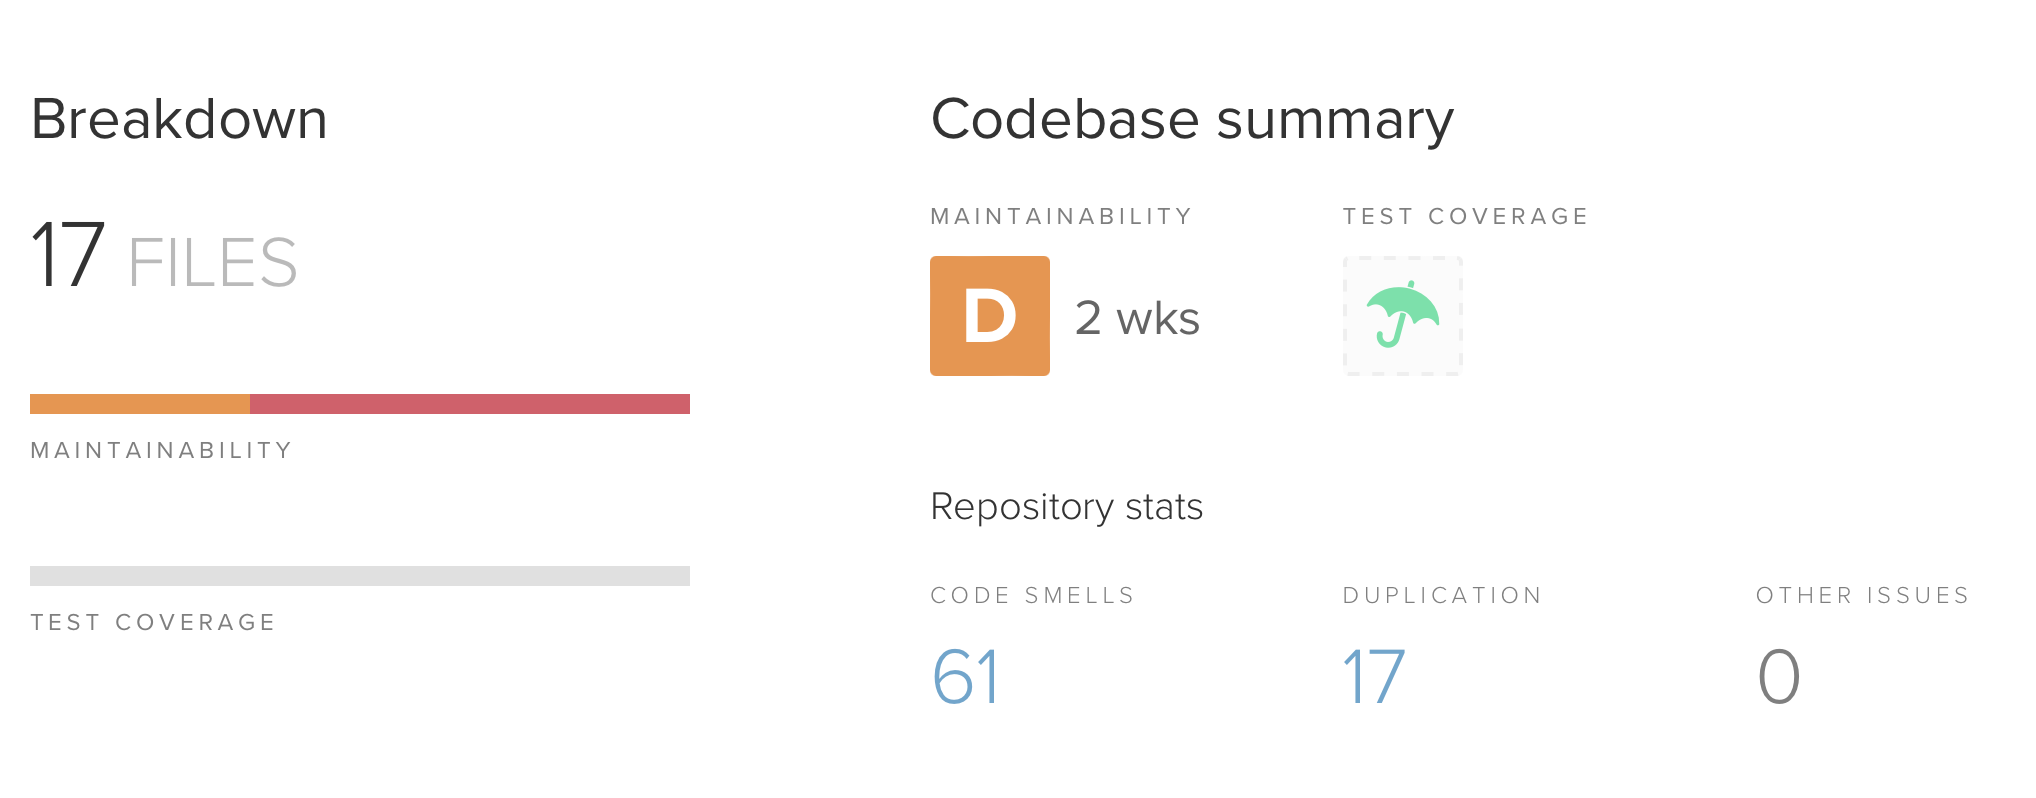 Breakdown
17 FILES
MAINTAINABILITY
TEST COVERAGE
Codebase summary
MAINTAINABILITY
D 2 wks
TEST COVERAGE
Repository stats
CODE SMELLS
61
DUPLICATION
17
OTHER ISSUES
0